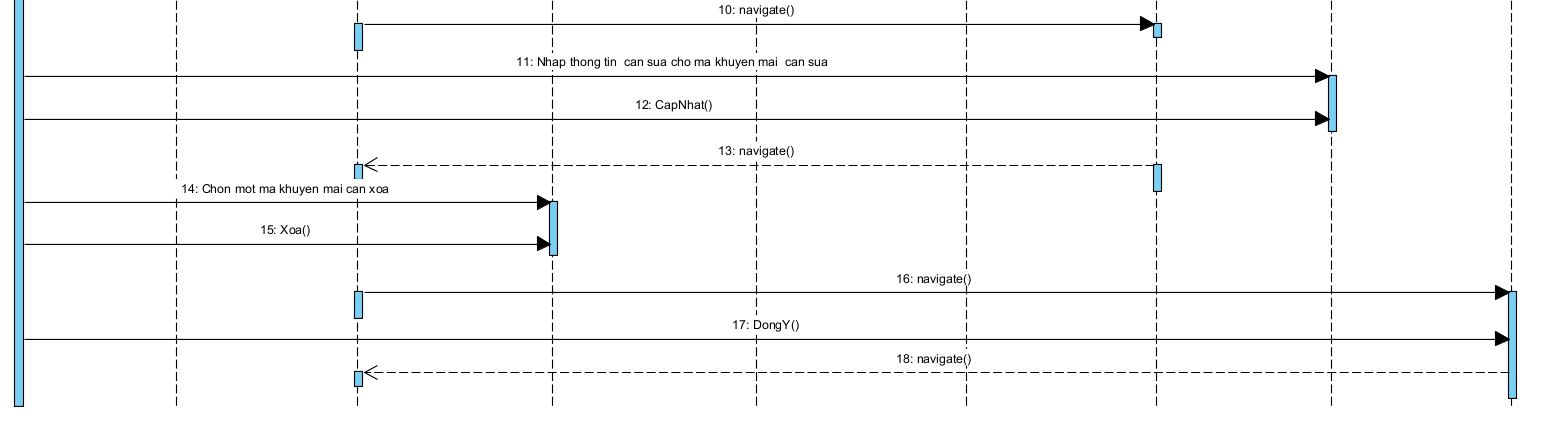 10: navigate()
11: Nhap thong tin can sua cho ma khuyen mai can sua
12: CapNhat()
13: navigate()
14: Chon mot ma khuyen mai can xoa
15: Xoa()
16: navigate()
17: DongY()
18: navigate()